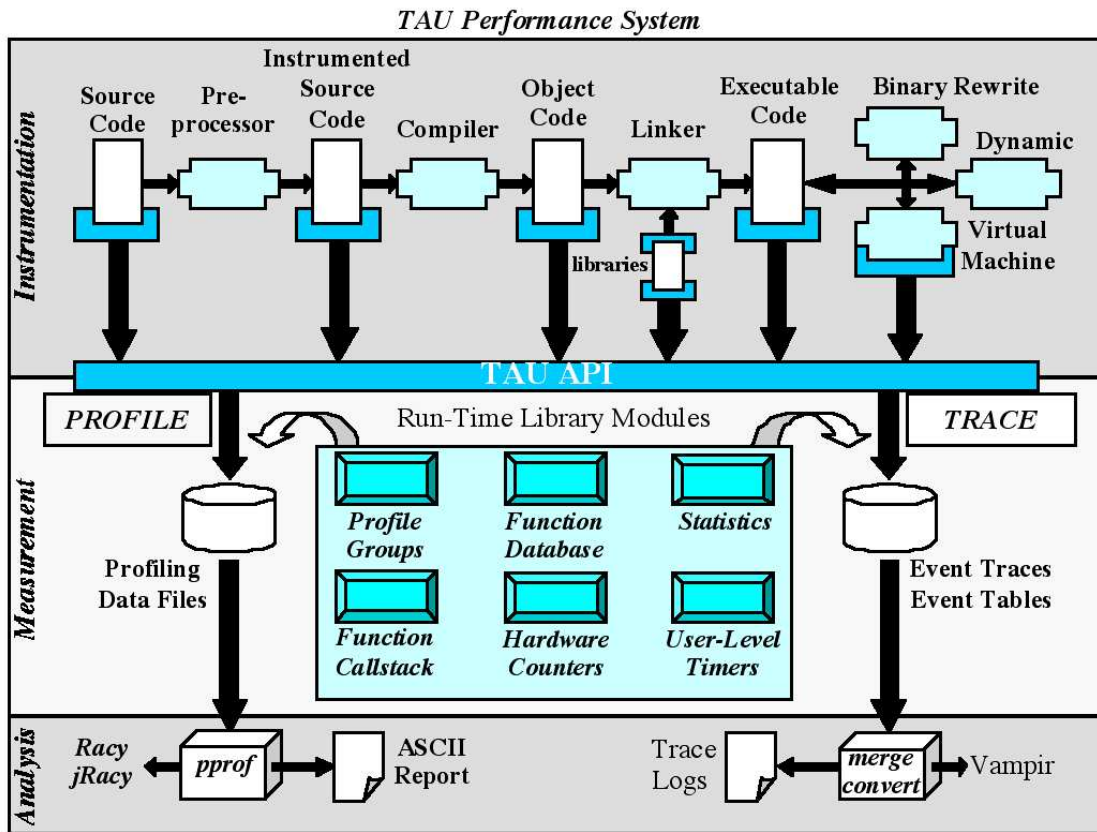 TAU Performance System
Instrumentation
Source
Code
Pre-
processor
Instrumented
Source
Code
Compiler
Object
Code
Linker
Executable
Code
Binary Rewrite
Dynamic
Virtual
Machine
libraries
TAU API
Measurement
PROFILE
Run-Time Library Modules
TRACE
Profile
Groups
Function
Database
Statistics
Function
Callstack
Hardware
Counters
User-Level
Timers
Profiling
Data Files
Event Traces
Event Tables
Analysis
Racy
jRacy
pprof
ASCII
Report
Trace
Logs
merge
convert
Vampir